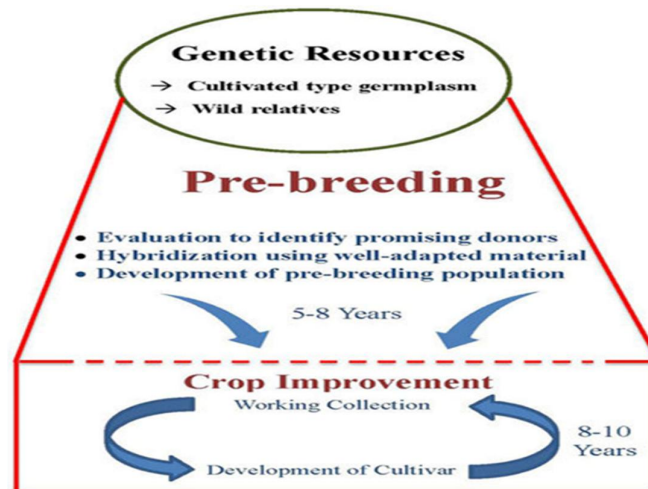 Genetic Resources
→ Cultivated type germplasm
→ Wild relatives
Pre-breeding
• Evaluation to identify promising donors
• Hybridization using well-adapted material
• Development of pre-breeding population
5-8 Years
Crop Improvement
Working Collection
8-10
Years
Development of Cultivar